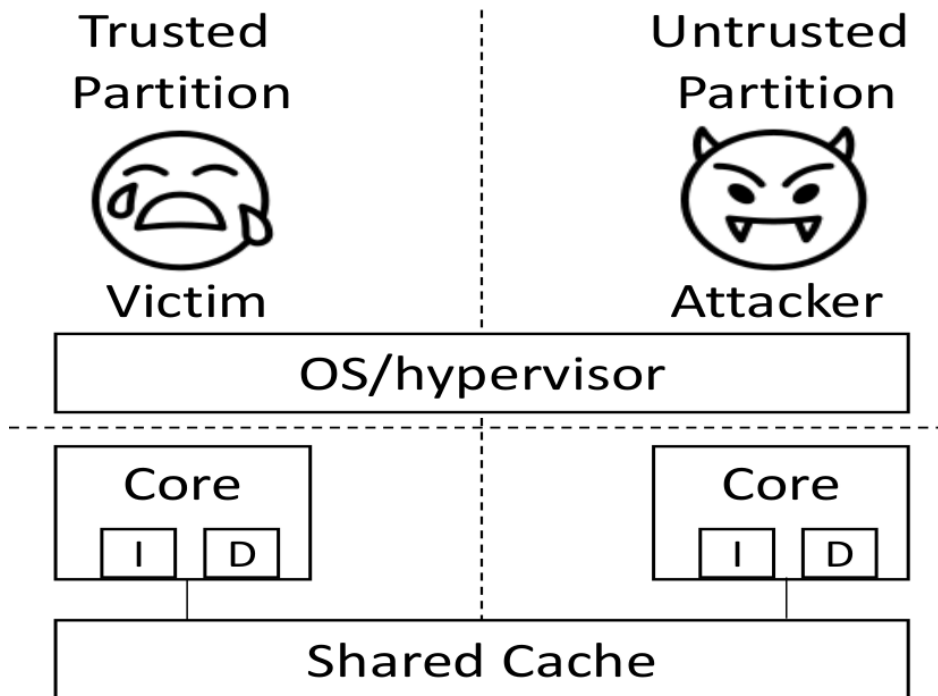 Trusted
Partition
Victim
Untrusted
Partition
Attacker
OS/hypervisor
Core
I D
Core
I D
Shared Cache